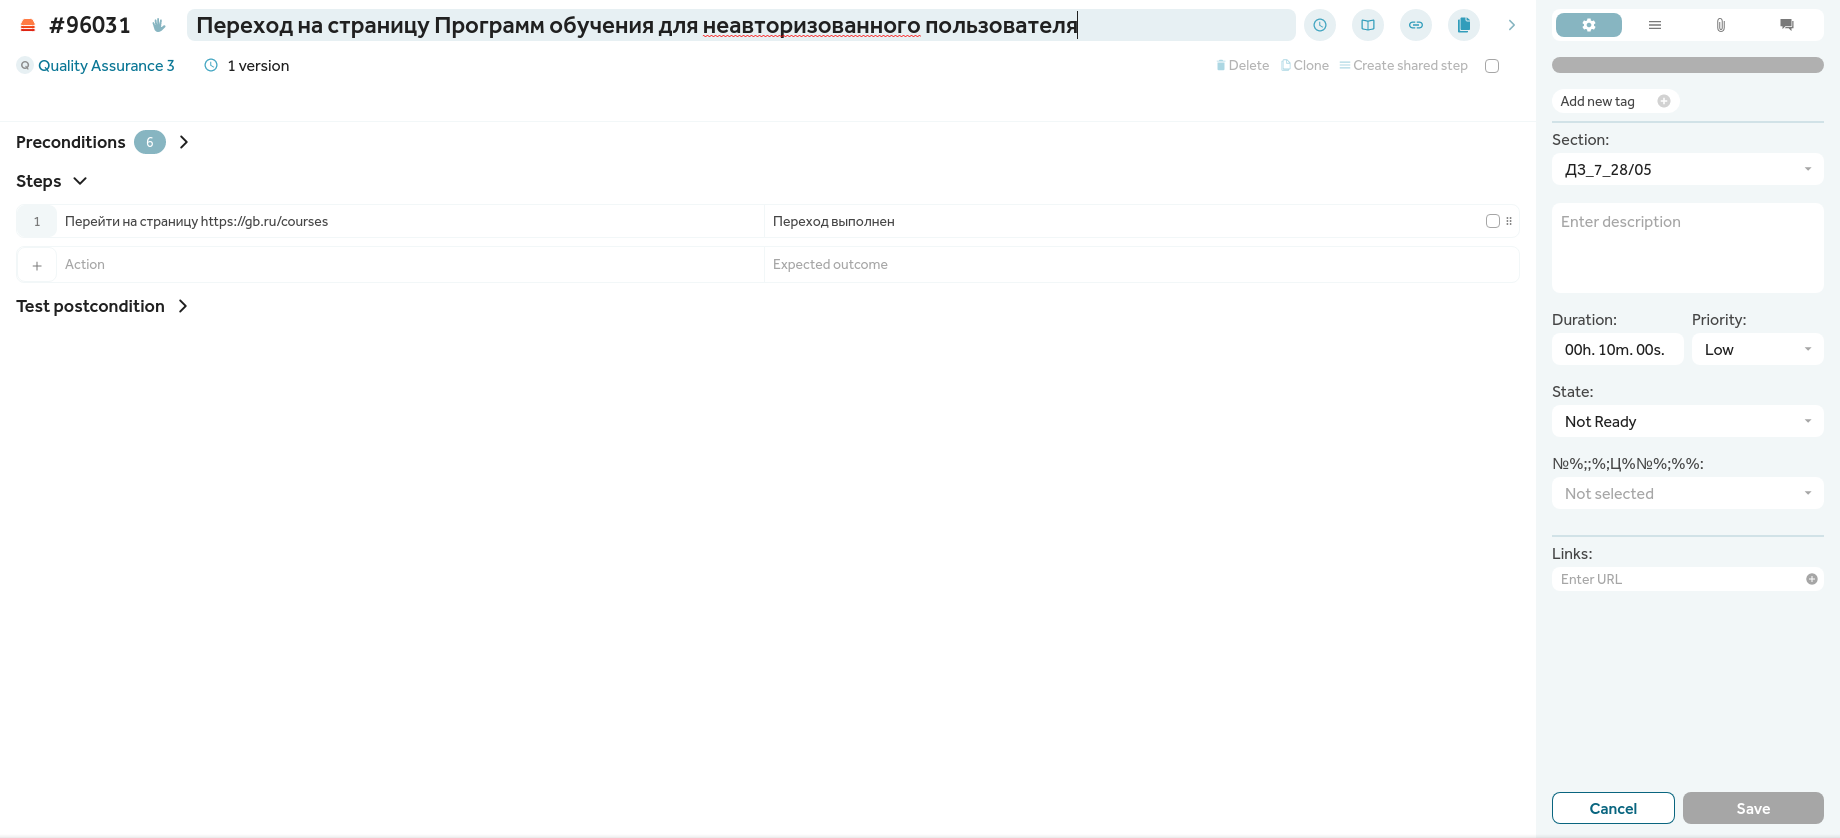 #96031 Переход на страницу Программ обучения для неавторизованного пользователя
Q Quality Assurance 3 1 version Delete Clone Create shared step
Preconditions 6
Steps
1 Перейти на страницу https://gb.ru/courses Переход выполнен
+ Action Expected outcome
Test postcondition
Add new tag
Section:
ДЗ_7_28/05
Enter description
Duration: Priority:
00h. 10m. 00s. Low
State:
Not Ready
№%;;%;Ц%№%;%%:
Not selected
Links:
Enter URL
Cancel Save